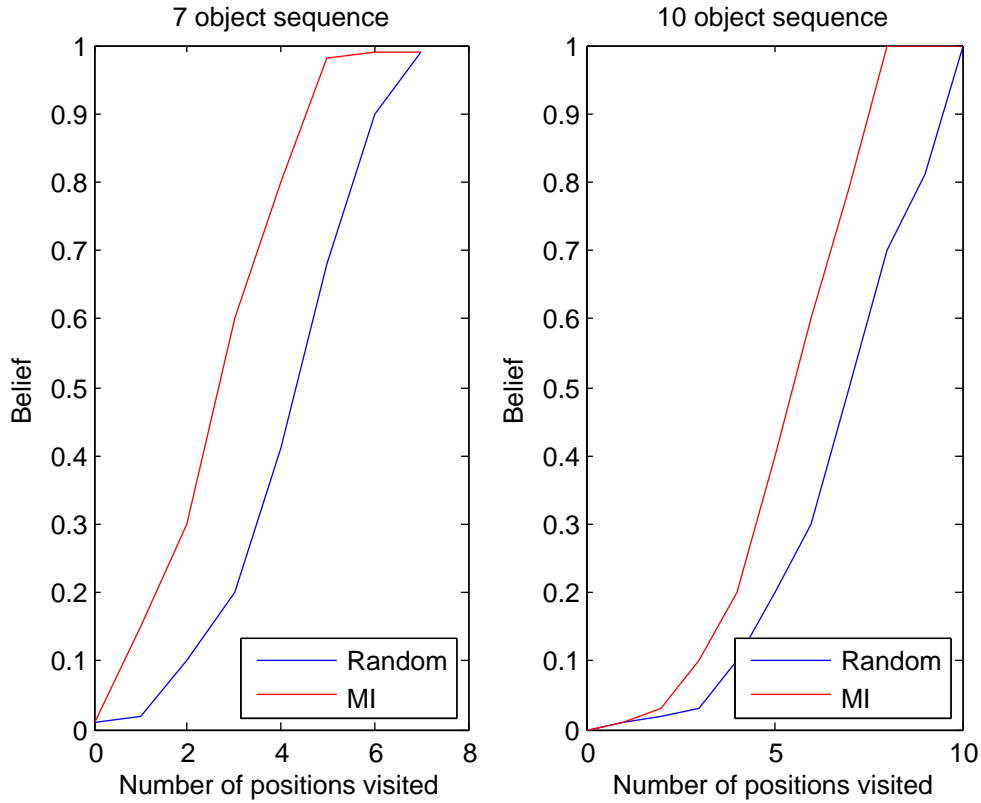 7 object sequence
1
0.9
0.8
0.7
0.6
0.5
0.4
0.3
0.2
0.1
0
Belief
0 2 4 6 8
Number of positions visited
Random
MI
10 object sequence
1
0.9
0.8
0.7
0.6
0.5
0.4
0.3
0.2
0.1
0
Belief
0 5 10
Number of positions visited
Random
MI